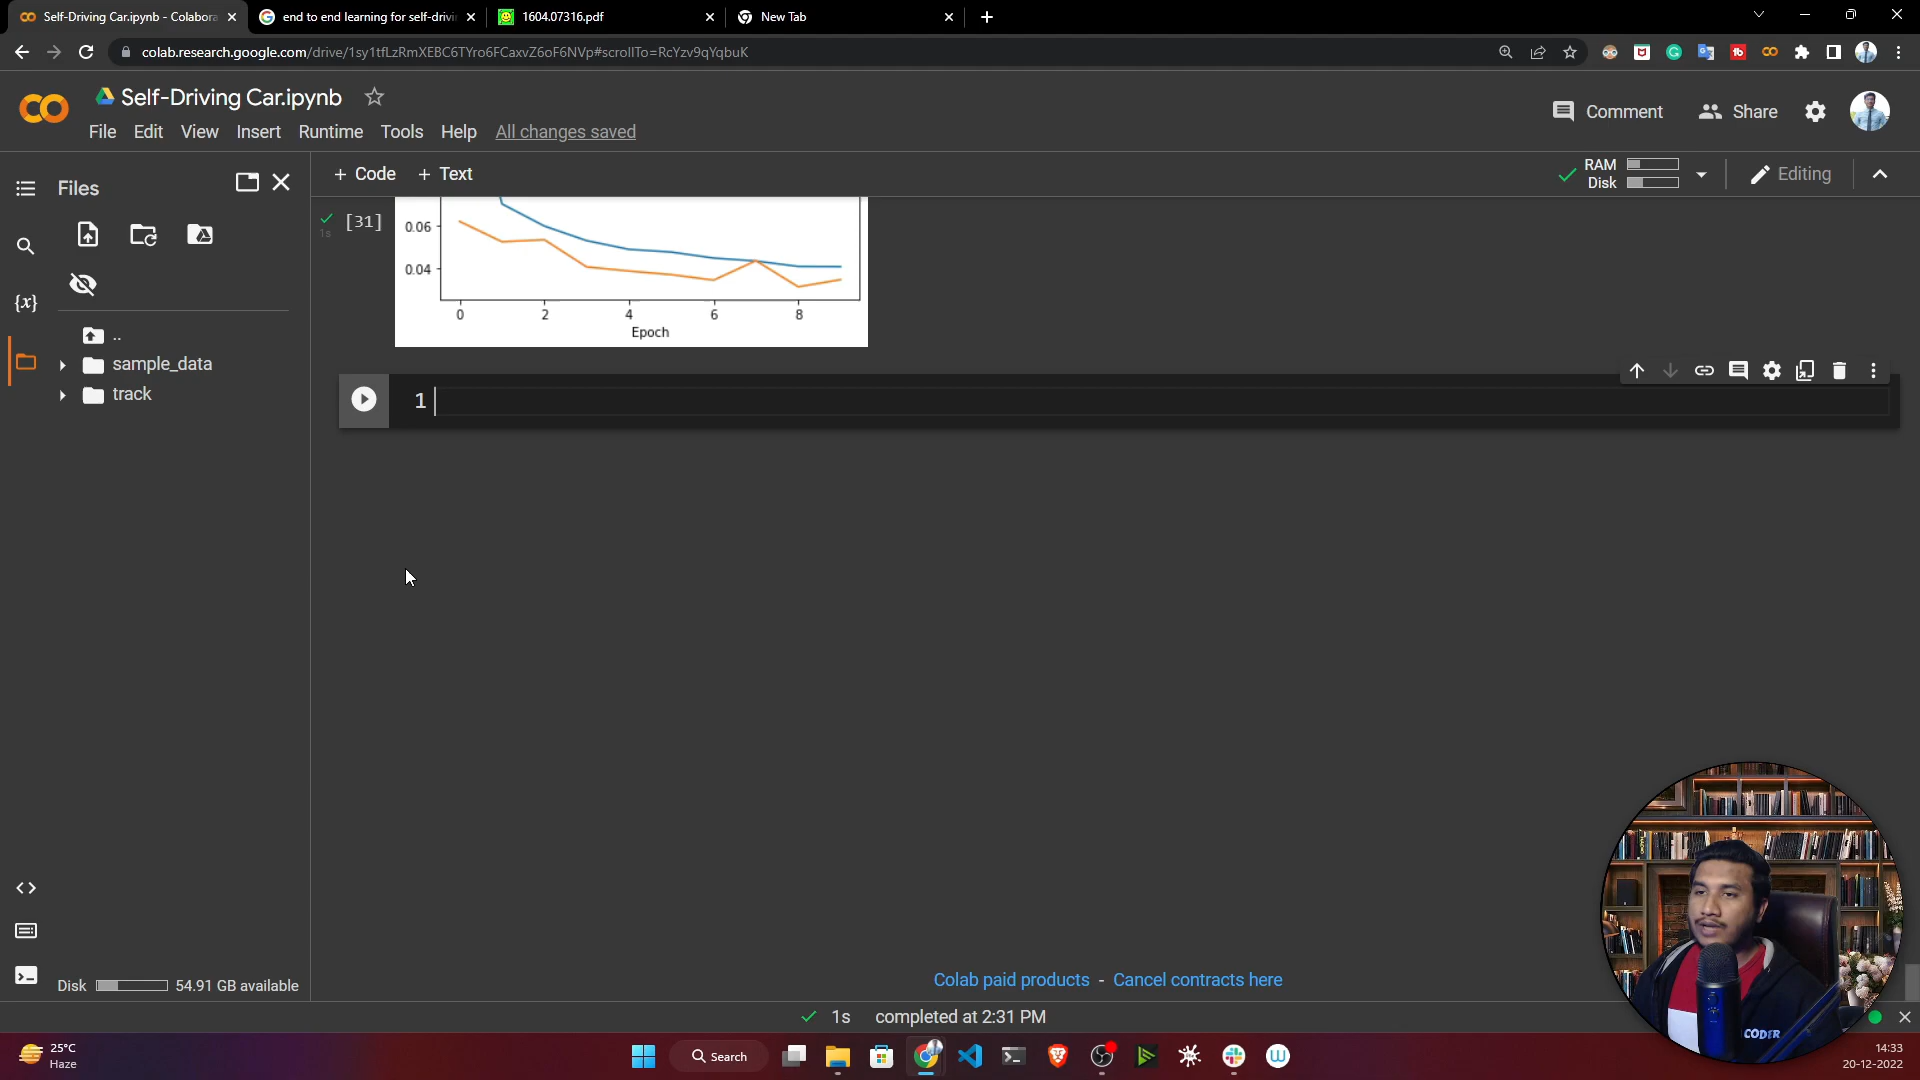 Self-Driving Car.ipynb - Colabora
end to end learning for self-drivi
1604.07316.pdf
New Tab
colab.research.google.com/drive/1sy1tfLzRmXEBC6TYro6FCaxvZ6oF6NVp#scrollTo=RcYzv9qYqbuK
Self-Driving Car.ipynb
File Edit View Insert Runtime Tools Help All changes saved
Comment
Share
Files
+ Code + Text
RAM
Disk
Editing
{x}
..
sample_data
track
[31]
1s
0.06
0.04
0 2 4 6 8
Epoch
1
Disk 54.91 GB available
Colab paid products - Cancel contracts here
1s completed at 2:31 PM
CODER
25°C
Haze
Search
14:33
20-12-2022